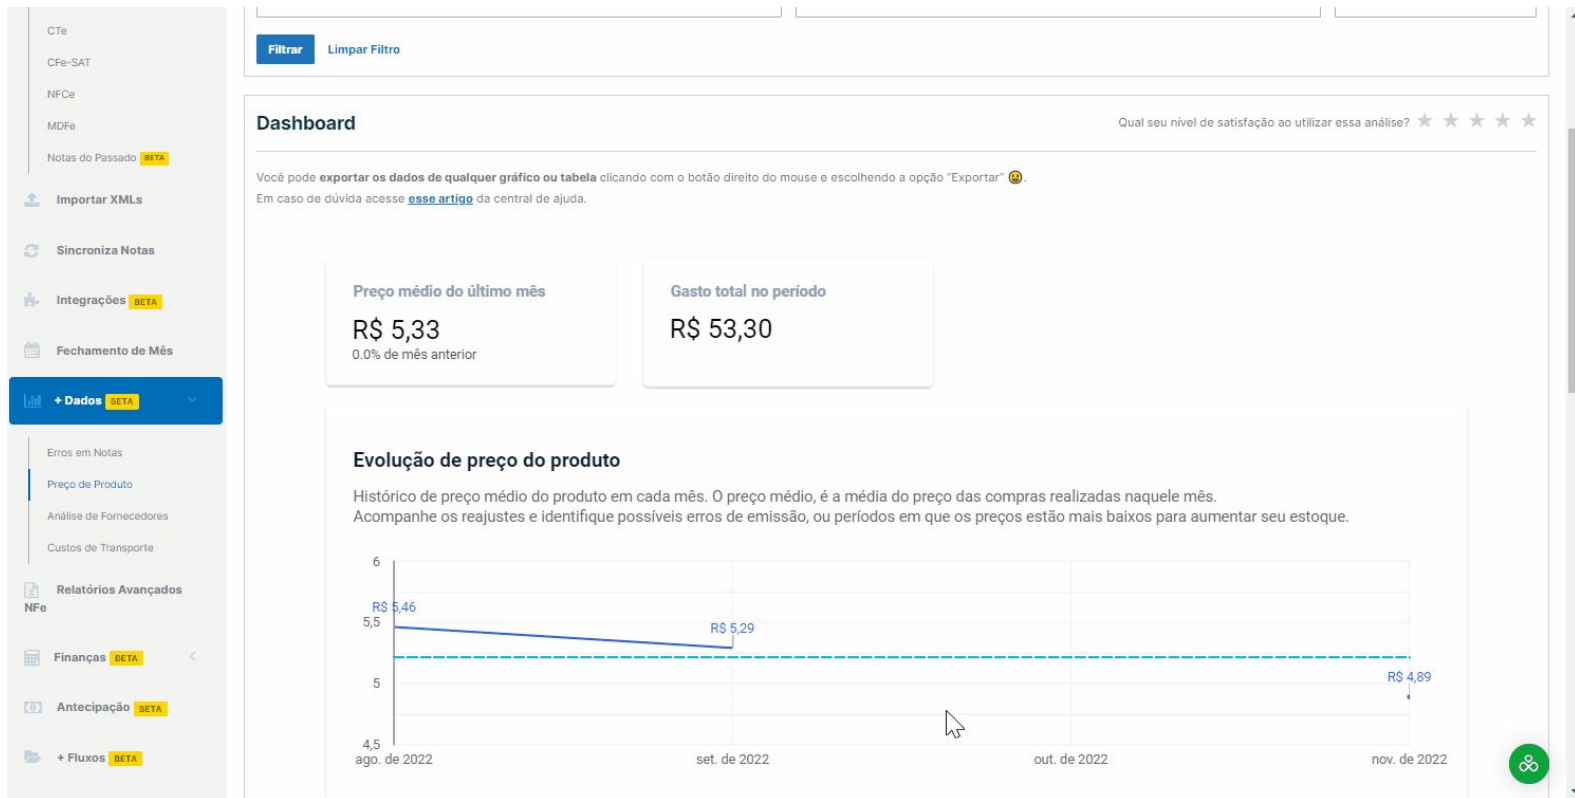 CTe
CFe-SAT
NFCe
MDFe
Notas do Passado BETA
Importar XMLs
Sincroniza Notas
Integrações BETA
Fechamento de Mês
+ Dados BETA
Erros em Notas
Preço de Produto
Análise de Fornecedores
Custos de Transporte
Relatórios Avançados
NFe
Finanças BETA
Antecipação BETA
+ Fluxos BETA
Filtrar Limpar Filtro
Dashboard
Qual seu nível de satisfação ao utilizar essa análise?
Você pode exportar os dados de qualquer gráfico ou tabela clicando com o botão direito do mouse e escolhendo a opção "Exportar" 😀.
Em caso de dúvida acesse esse artigo da central de ajuda.
Preço médio do último mês
R$ 5,33
0.0% de mês anterior
Gasto total no período
R$ 53,30
Evolução de preço do produto
Histórico de preço médio do produto em cada mês. O preço médio, é a média do preço das compras realizadas naquele mês.
Acompanhe os reajustes e identifique possíveis erros de emissão, ou períodos em que os preços estão mais baixos para aumentar seu estoque.
6
R$ 5,46
5,5
R$ 5,29
5
R$ 4,89
4,5
ago. de 2022 set. de 2022 out. de 2022 nov. de 2022